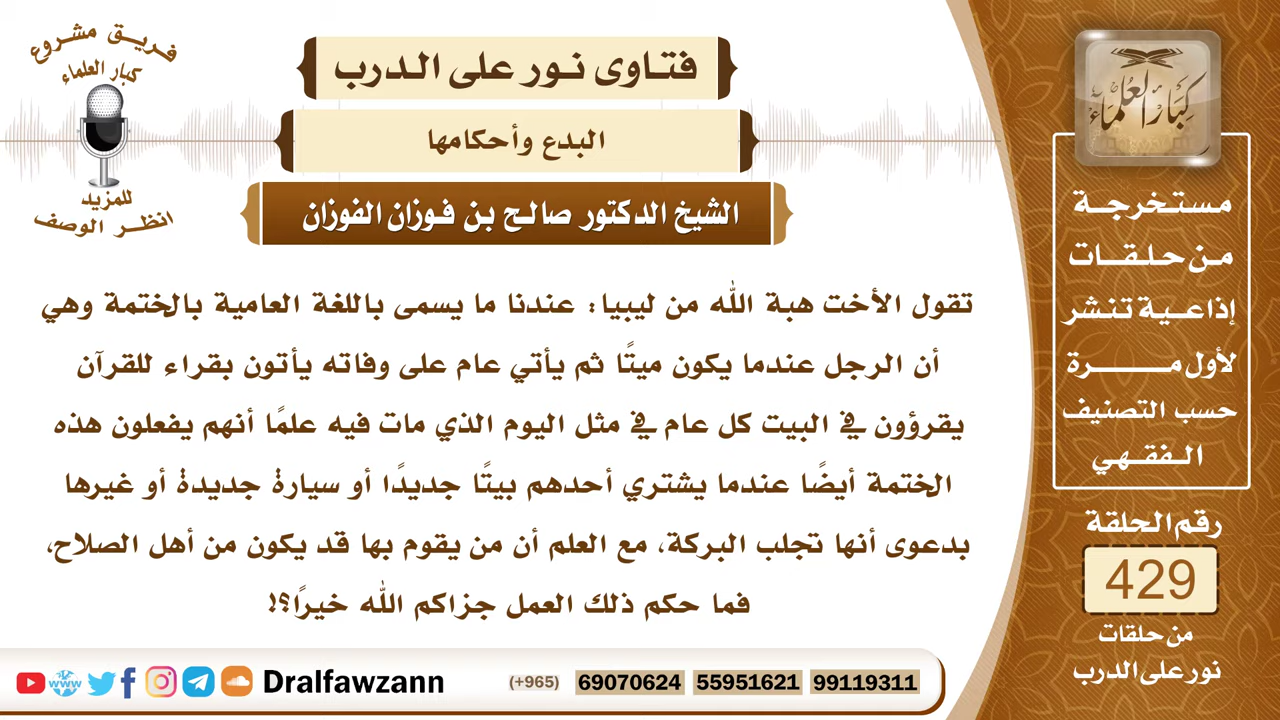 فريق مشروع
كبار العلماء
للمزيد
انظر الوصف
فتاوى نور على الدرب
البدع وأحكامها
الشيخ الدكتور صالح بن فوزان الفوزان
تقول الأخت هبة الله من ليبيا: عندنا ما يسمى باللغة العامية بالختمة وهي
أن الرجل عندما يكون ميتًا ثم يأتي عام على وفاته يأتون بقراء للقرآن
يقرؤون في البيت كل عام في مثل اليوم الذي مات فيه علمًا أنهم يفعلون هذه
الختمة أيضًا عندما يشتري أحدهم بيتًا جديدًا أو سيارة جديدة أو غيرها
بدعوى أنها تجلب البركة، مع العلم أن من يقوم بها قد يكون من أهل الصلاح،
فما حكم ذلك العمل جزاكم الله خيرًا؟!
كبار العلماء
مستخرجة
من حلقات
إذاعية تنشر
لأول مرة
حسب التصنيف
الفقهي
رقم الحلقة
429
من حلقات
نور على الدرب
Dralfawzann (+965) 69070624 55951621 99119311